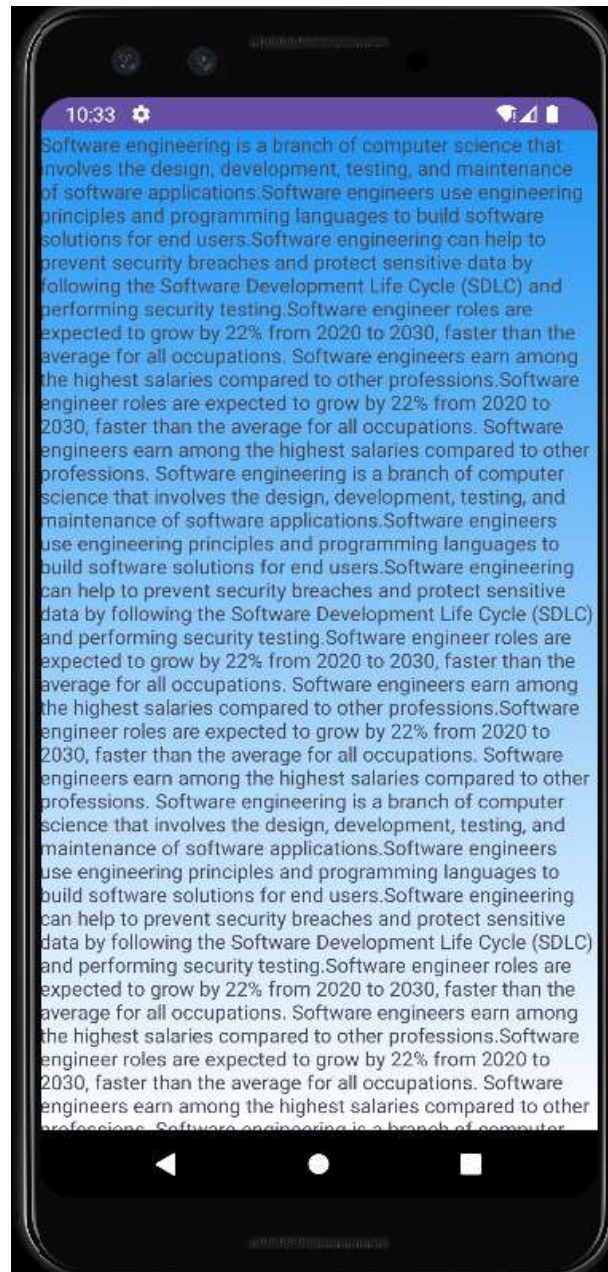 10:33
Software engineering is a branch of computer science that
involves the design, development, testing, and maintenance
of software applications.Software engineers use engineering
principles and programming languages to build software
solutions for end users.Software engineering can help to
prevent security breaches and protect sensitive data by
following the Software Development Life Cycle (SDLC) and
performing security testing.Software engineer roles are
expected to grow by 22% from 2020 to 2030, faster than the
average for all occupations. Software engineers earn among
the highest salaries compared to other professions.Software
engineer roles are expected to grow by 22% from 2020 to
2030, faster than the average for all occupations. Software
engineers earn among the highest salaries compared to other
professions. Software engineering is a branch of computer
science that involves the design, development, testing, and
maintenance of software applications.Software engineers
use engineering principles and programming languages to
build software solutions for end users.Software engineering
can help to prevent security breaches and protect sensitive
data by following the Software Development Life Cycle (SDLC)
and performing security testing.Software engineer roles are
expected to grow by 22% from 2020 to 2030, faster than the
average for all occupations. Software engineers earn among
the highest salaries compared to other professions.Software
engineer roles are expected to grow by 22% from 2020 to
2030, faster than the average for all occupations. Software
engineers earn among the highest salaries compared to other
professions. Software engineering is a branch of computer
science that involves the design, development, testing, and
maintenance of software applications.Software engineers
use engineering principles and programming languages to
build software solutions for end users.Software engineering
can help to prevent security breaches and protect sensitive
data by following the Software Development Life Cycle (SDLC)
and performing security testing.Software engineer roles are
expected to grow by 22% from 2020 to 2030, faster than the
average for all occupations. Software engineers earn among
the highest salaries compared to other professions.Software
engineer roles are expected to grow by 22% from 2020 to
2030, faster than the average for all occupations. Software
engineers earn among the highest salaries compared to other
professions. Software engineering is a branch of computer